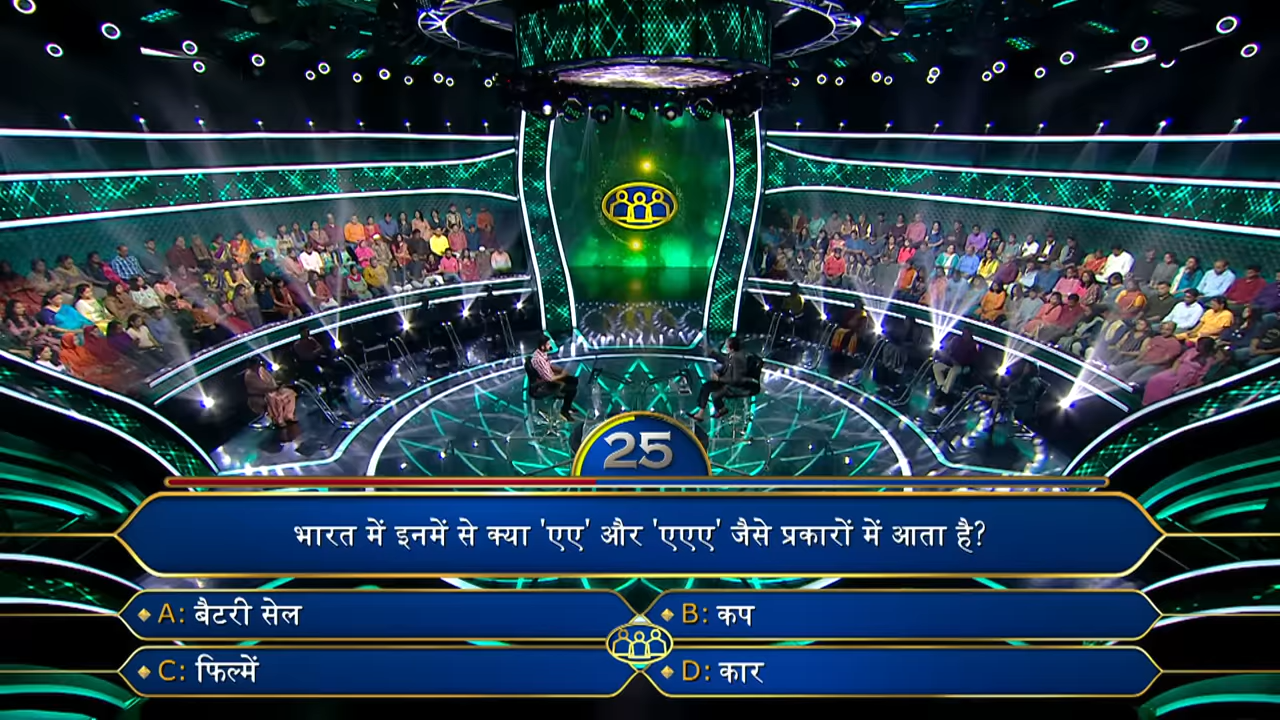 25
भारत में इनमें से क्या 'एए' और 'एएए' जैसे प्रकारों में आता है?
A: बैटरी सेल
B: कप
C: फिल्में
D: कार